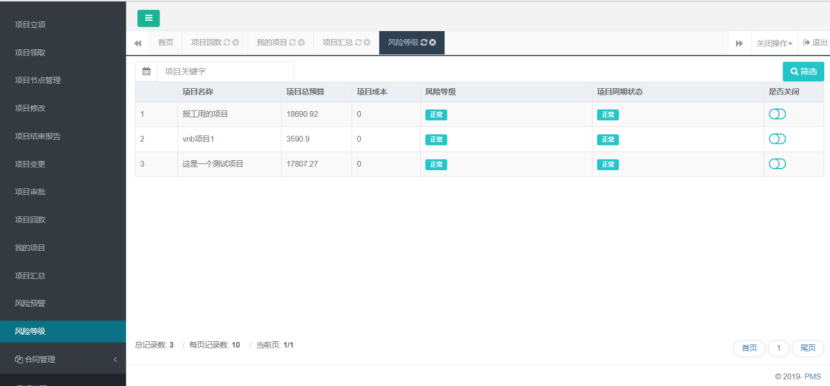 项目立项
项目领取
项目节点管理
项目修改
项目结束报告
项目变更
项目审批
项目回款
我的项目
项目汇总
风险预警
风险等级
合同管理
首页 项目回款 我的项目 项目汇总 风险等级 关闭操作 退出
项目关键字 筛选
项目名称 项目总预算 项目成本 风险等级 项目周期状态 是否关闭
1 报工用的项目 18690.92 0 正常 正常
2 vnb项目1 3590.9 0 正常 正常
3 这是一个测试项目 17807.27 0 正常 正常
总记录数: 3 / 每页记录数: 10 / 当前页: 1/1
首页 1 尾页
© 2019- PMS